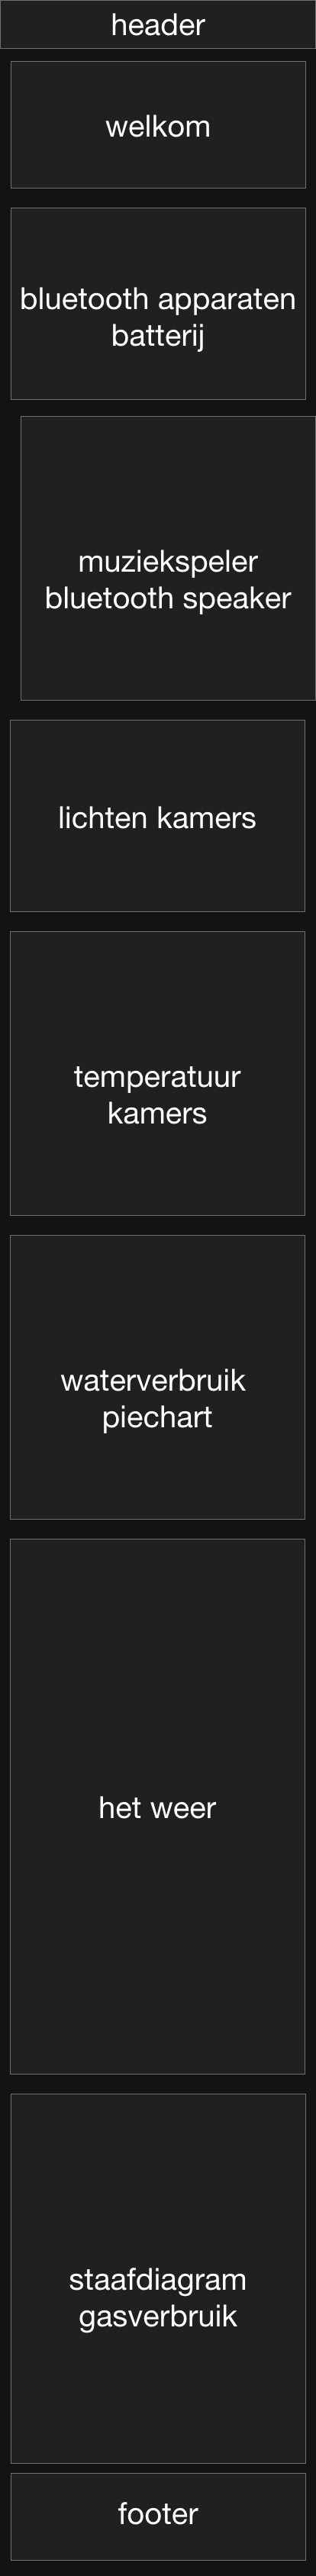 header
welkom
bluetooth apparaten
batterij
muziekspeler
bluetooth speaker
lichten kamers
temperatuur
kamers
waterverbruik
piechart
het weer
staafdiagram
gasverbruik
footer